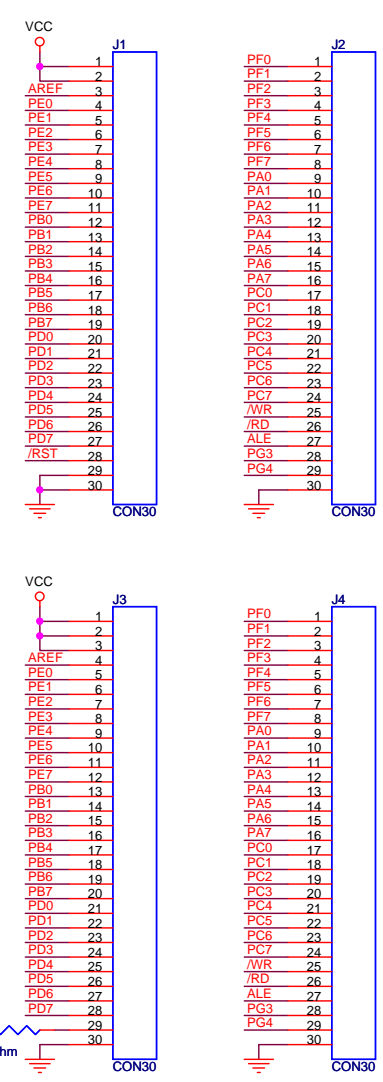 VCC
J1
1
2
AREF 3
PE0 4
PE1 5
PE2 6
PE3 7
PE4 8
PE5 9
PE6 10
PE7 11
PB0 12
PB1 13
PB2 14
PB3 15
PB4 16
PB5 17
PB6 18
PB7 19
PD0 20
PD1 21
PD2 22
PD3 23
PD4 24
PD5 25
PD6 26
PD7 27
/RST 28
29
30
CON30
J2
PF0 1
PF1 2
PF2 3
PF3 4
PF4 5
PF5 6
PF6 7
PF7 8
PA0 9
PA1 10
PA2 11
PA3 12
PA4 13
PA5 14
PA6 15
PA7 16
PC0 17
PC1 18
PC2 19
PC3 20
PC4 21
PC5 22
PC6 23
PC7 24
/WR 25
/RD 26
ALE 27
PG3 28
PG4 29
30
CON30
VCC
J3
1
2
3
AREF 4
PE0 5
PE1 6
PE2 7
PE3 8
PE4 9
PE5 10
PE6 11
PE7 12
PB0 13
PB1 14
PB2 15
PB3 16
PB4 17
PB5 18
PB6 19
PB7 20
PD0 21
PD1 22
PD2 23
PD3 24
PD4 25
PD5 26
PD6 27
PD7 28
29
hm
30
CON30
J4
PF0 1
PF1 2
PF2 3
PF3 4
PF4 5
PF5 6
PF6 7
PF7 8
PA0 9
PA1 10
PA2 11
PA3 12
PA4 13
PA5 14
PA6 15
PA7 16
PC0 17
PC1 18
PC2 19
PC3 20
PC4 21
PC5 22
PC6 23
PC7 24
/WR 25
/RD 26
ALE 27
PG3 28
PG4 29
30
CON30